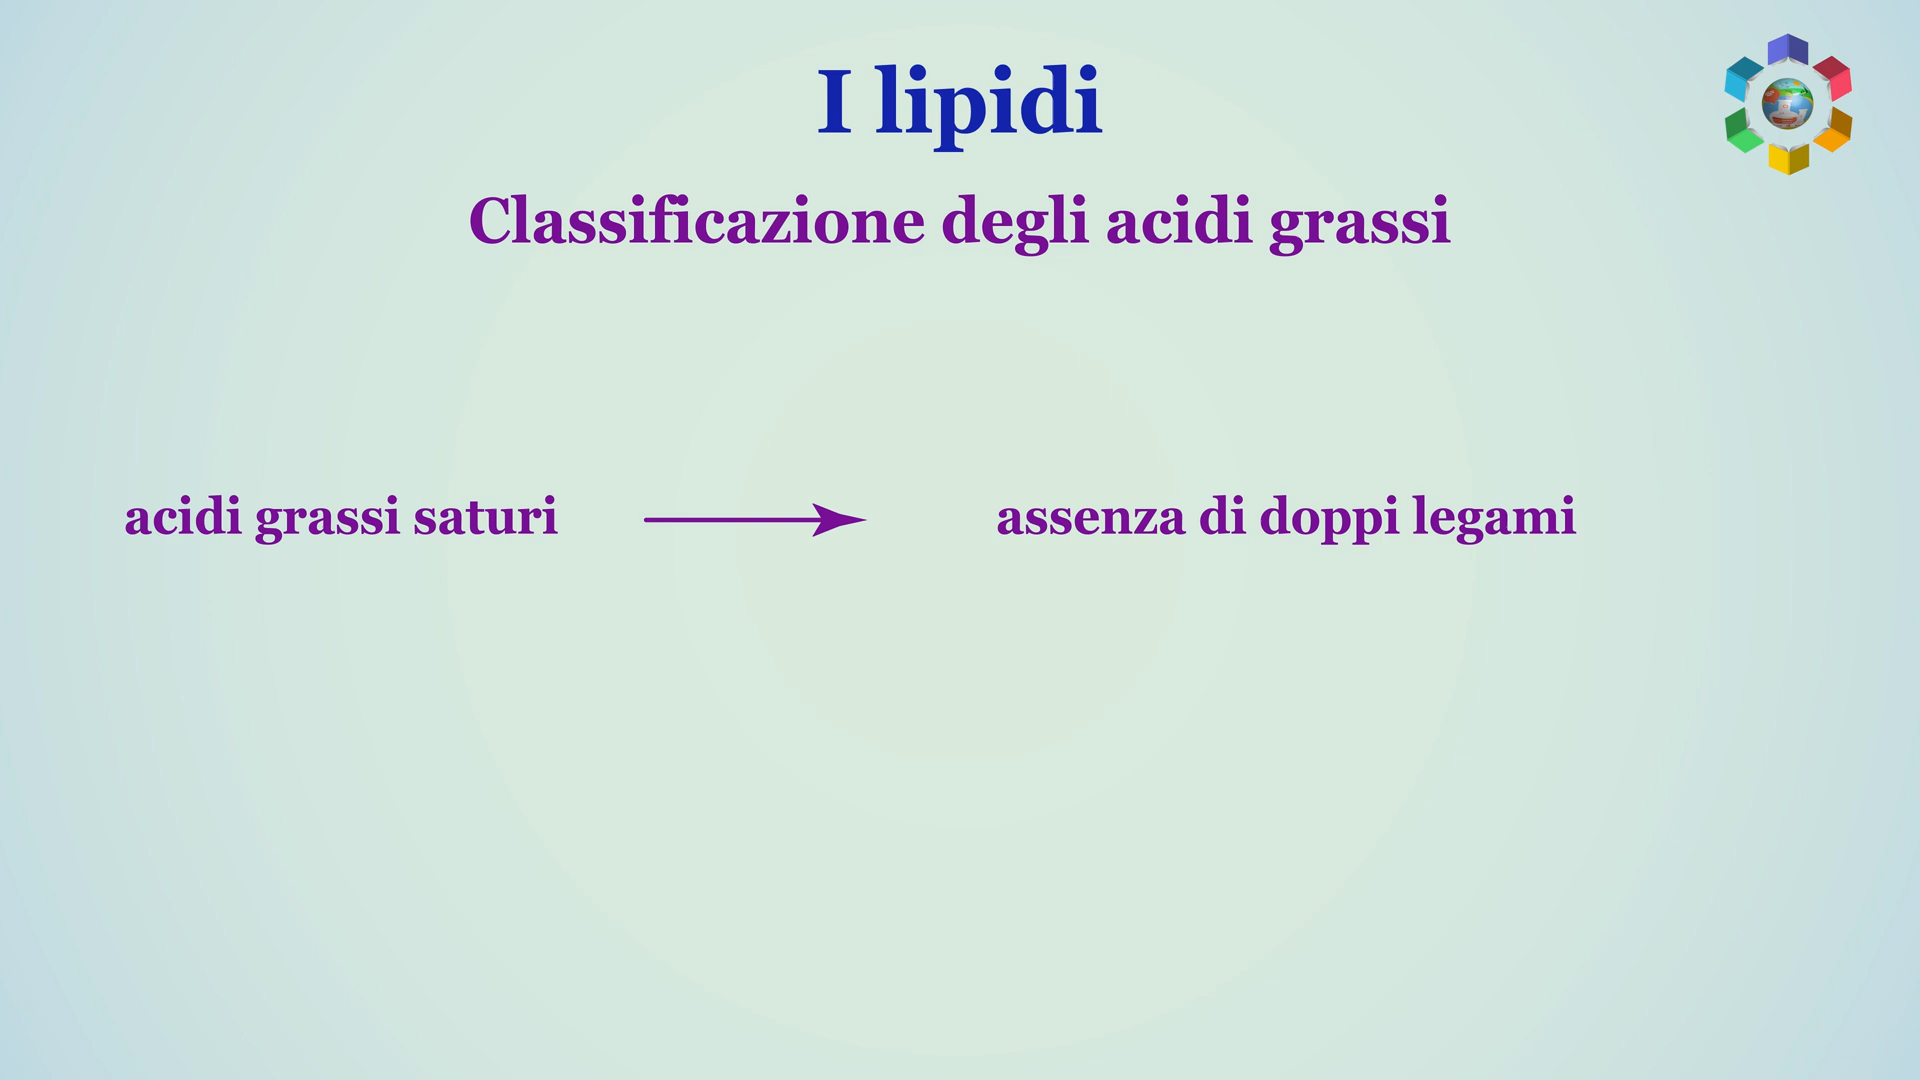 I lipidi
Classificazione degli acidi grassi
acidi grassi saturi
assenza di doppi legami